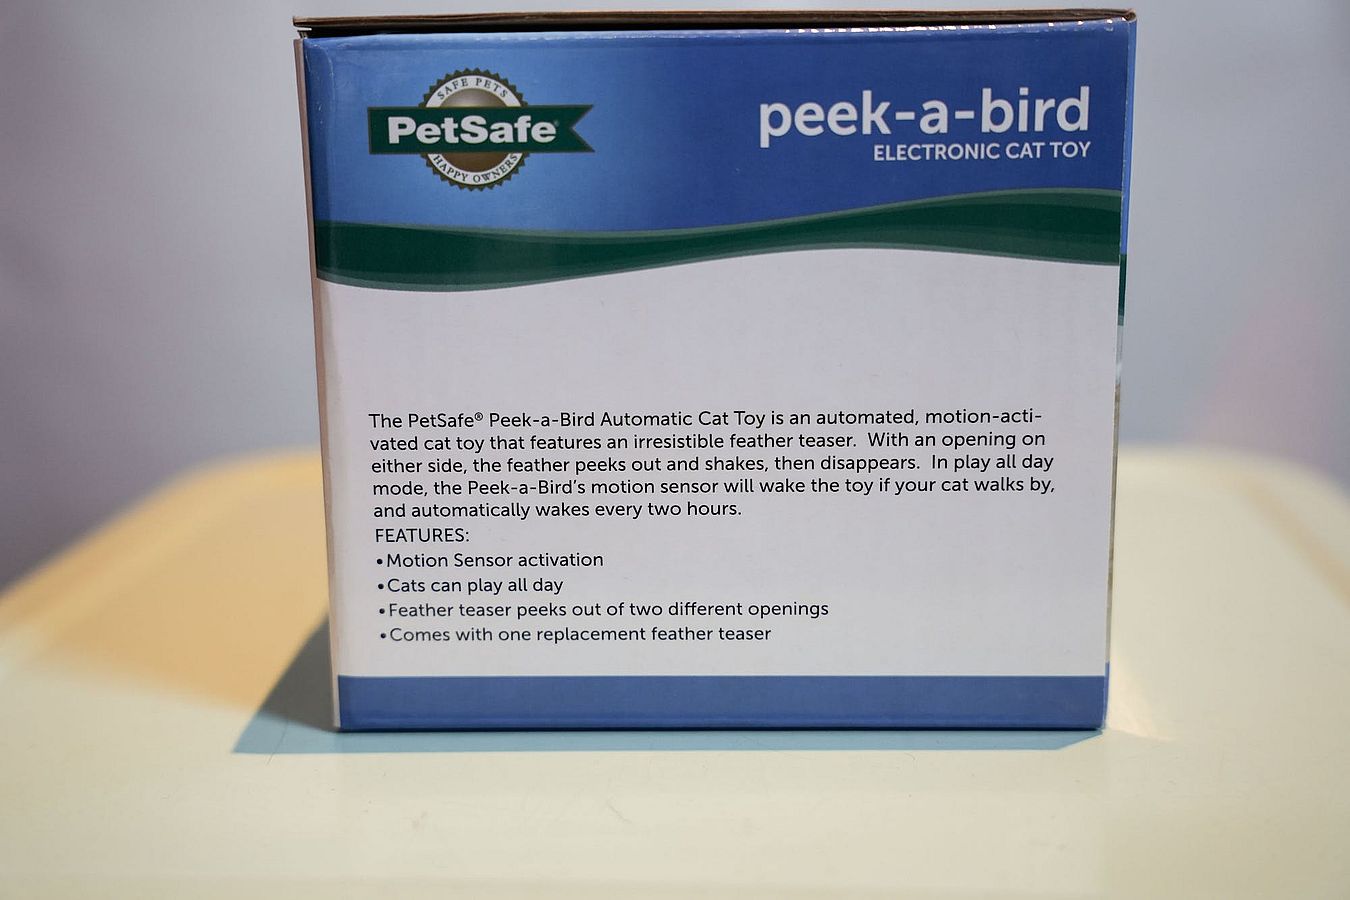 SAFE PETS
PetSafe
HAPPY OWNERS
peek-a-bird
ELECTRONIC CAT TOY
The PetSafe® Peek-a-Bird Automatic Cat Toy is an automated, motion-acti-
vated cat toy that features an irresistible feather teaser.  With an opening on
either side, the feather peeks out and shakes, then disappears.  In play all day
mode, the Peek-a-Bird's motion sensor will wake the toy if your cat walks by,
and automatically wakes every two hours.
FEATURES:
•Motion Sensor activation
•Cats can play all day
•Feather teaser peeks out of two different openings
•Comes with one replacement feather teaser